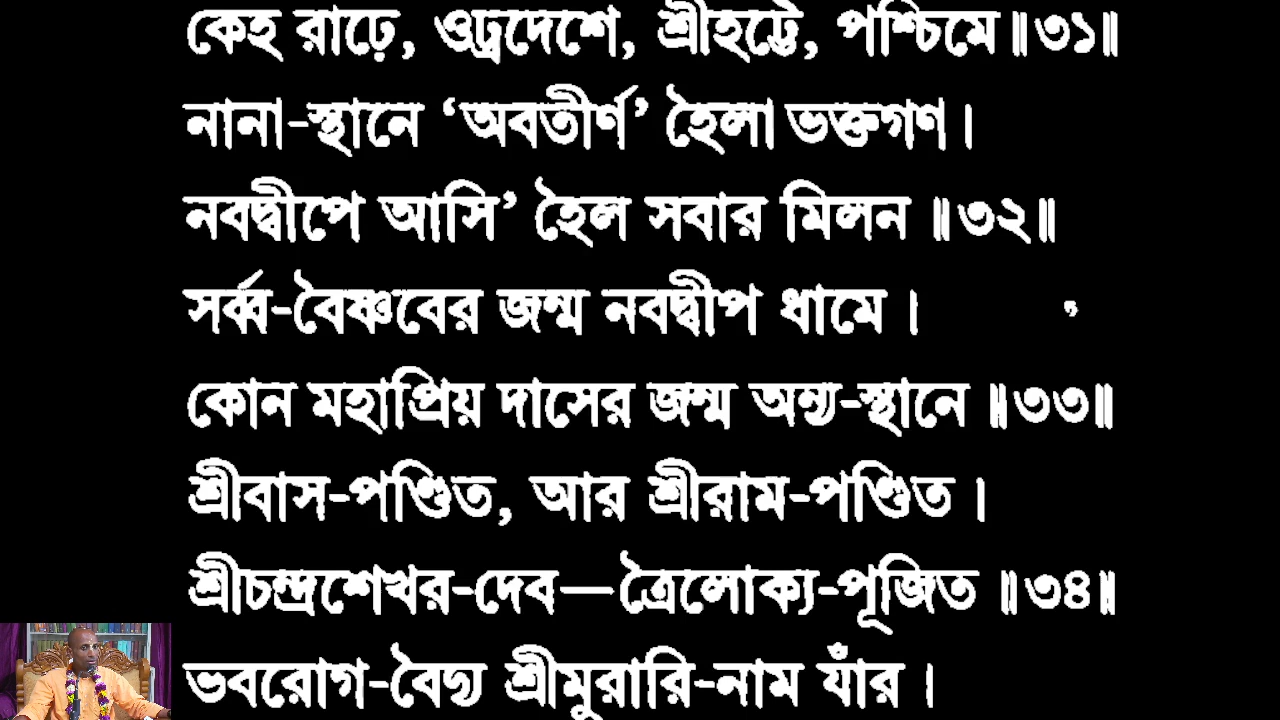 কেহ রাঢ়ে, ওঢ্রদেশে, শ্রীহট্টে, পশ্চিমে॥৩১॥
নানা-স্থানে ‘অবতীর্ণ’ হৈলা ভক্তগণ।
নবদ্বীপে আসি’ হৈল সবার মিলন ॥৩২॥
সর্ব্ব-বৈষ্ণবের জন্ম নবদ্বীপ ধামে ।
কোন মহাপ্রিয় দাসের জন্ম অন্য-স্থানে ॥৩৩॥
শ্রীবাস-পণ্ডিত, আর শ্রীরাম-পণ্ডিত ।
শ্রীচন্দ্রশেখর-দেব—ত্রৈলোক্য-পূজিত ॥৩৪॥
ভবরোগ-বৈদ্য শ্রীমুরারি-নাম যাঁর ।